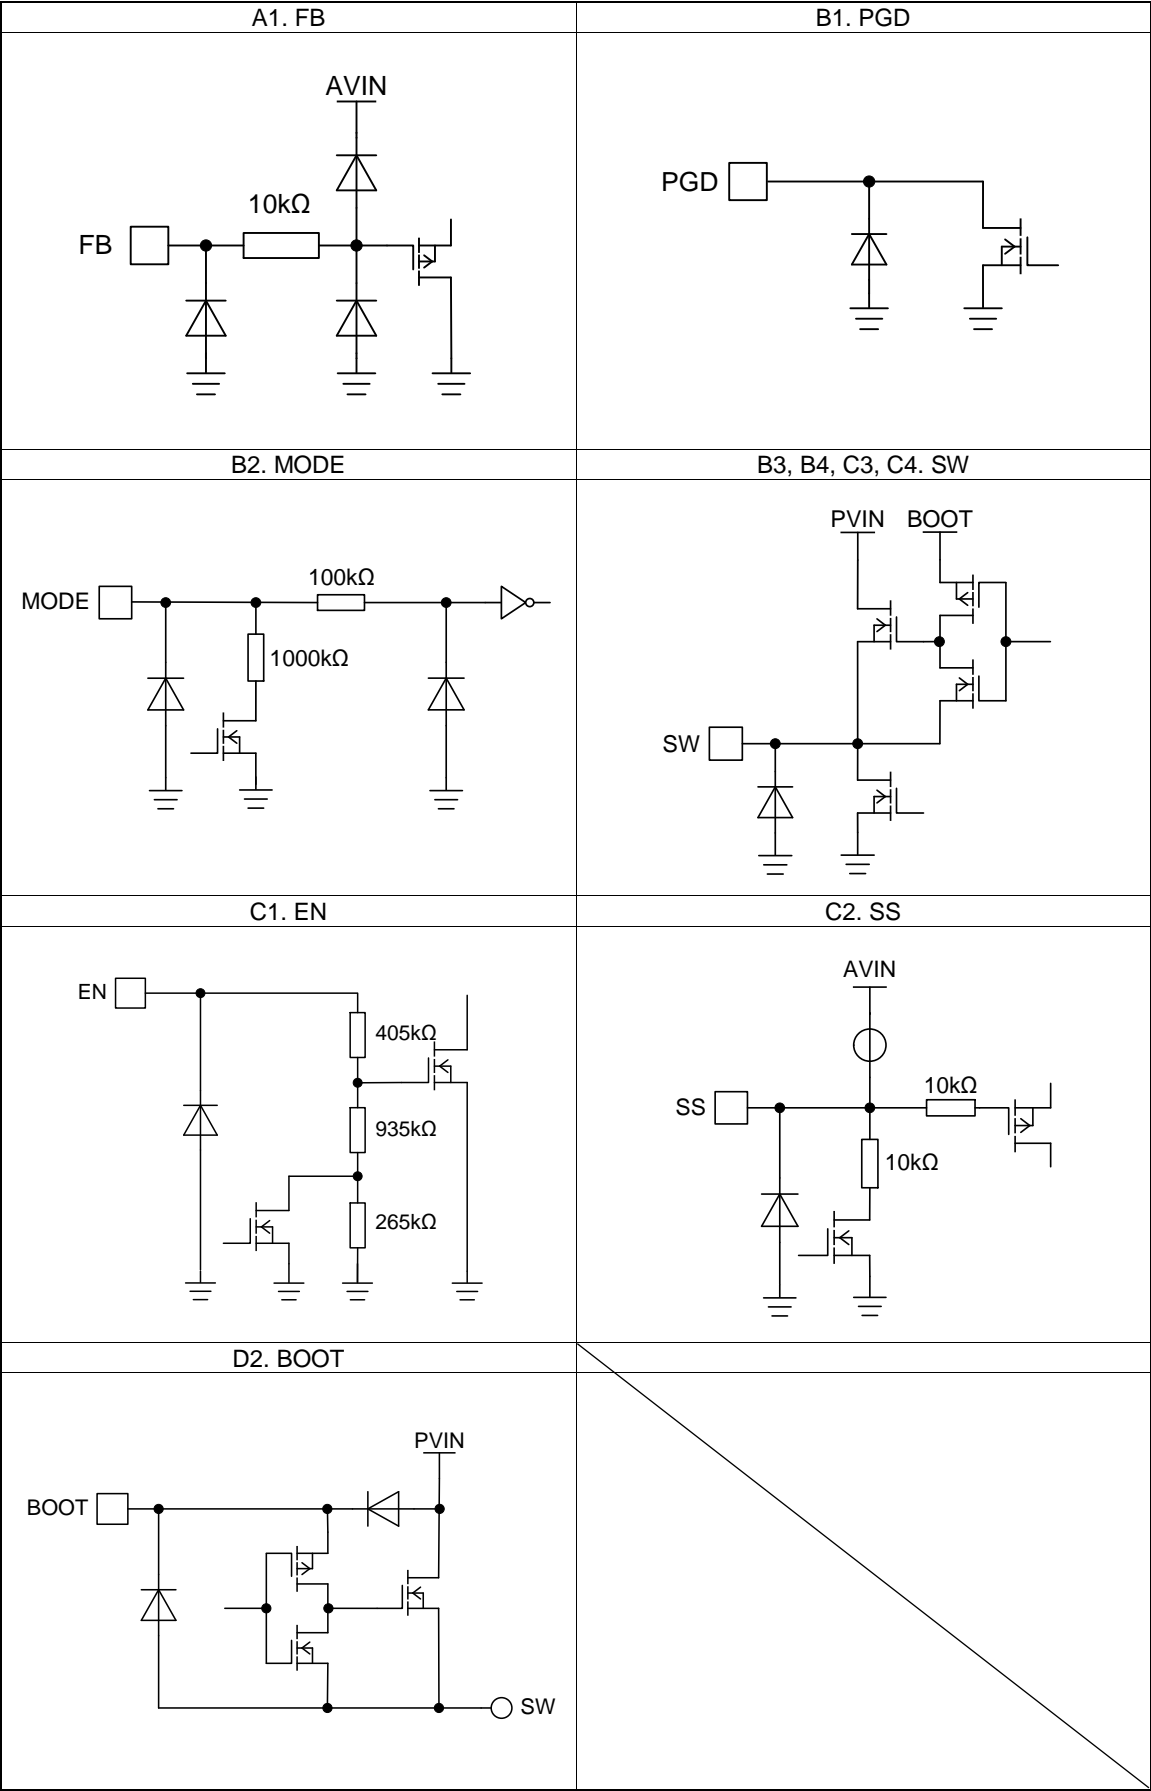 A1. FB
B1. PGD
AVIN
10kΩ
FB
PGD
B2. MODE
B3, B4, C3, C4. SW
MODE
100kΩ
1000kΩ
PVIN BOOT
SW
C1. EN
C2. SS
EN
405kΩ
935kΩ
265kΩ
AVIN
SS
10kΩ
10kΩ
D2. BOOT
PVIN
BOOT
SW